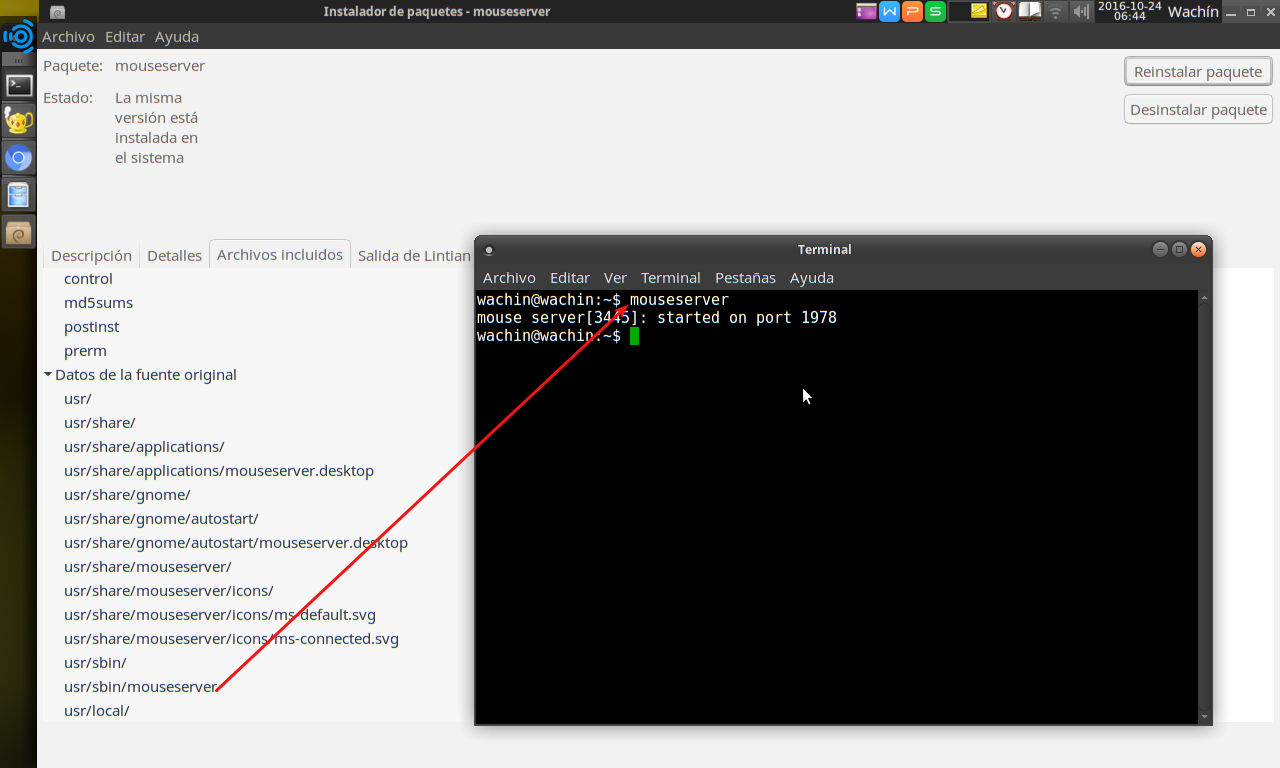 Instalador de paquetes - mouseserver
W
P
S
2016-10-24
06:44
Wachín
Archivo Editar Ayuda
Paquete: mouseserver
Estado: La misma
versión está
instalada en
el sistema
Reinstalar paquete
Desinstalar paquete
Descripción Detalles Archivos incluidos Salida de Lintian
control
md5sums
postinst
prerm
Datos de la fuente original
usr/
usr/share/
usr/share/applications/
usr/share/applications/mouseserver.desktop
usr/share/gnome/
usr/share/gnome/autostart/
usr/share/gnome/autostart/mouseserver.desktop
usr/share/mouseserver/
usr/share/mouseserver/icons/
usr/share/mouseserver/icons/ms-default.svg
usr/share/mouseserver/icons/ms-connected.svg
usr/sbin/
usr/sbin/mouseserver
usr/local/
Terminal
Archivo Editar Ver Terminal Pestañas Ayuda
wachin@wachin:~$ mouseserver
mouse server[3445]: started on port 1978
wachin@wachin:~$